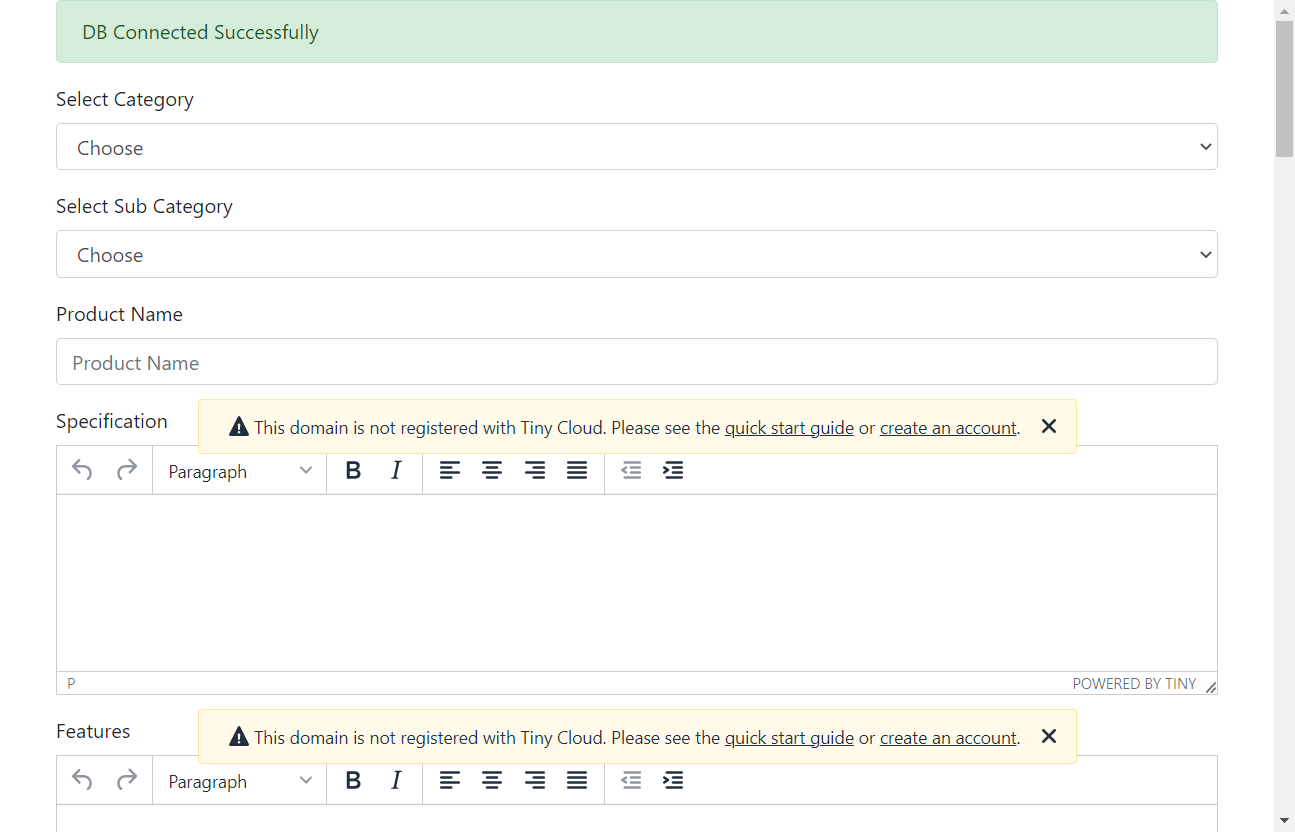 DB Connected Successfully
Select Category
Choose
Select Sub Category
Choose
Product Name
Product Name
Specification
This domain is not registered with Tiny Cloud. Please see the quick start guide or create an account.
Paragraph B I
P POWERED BY TINY
Features
This domain is not registered with Tiny Cloud. Please see the quick start guide or create an account.
Paragraph B I